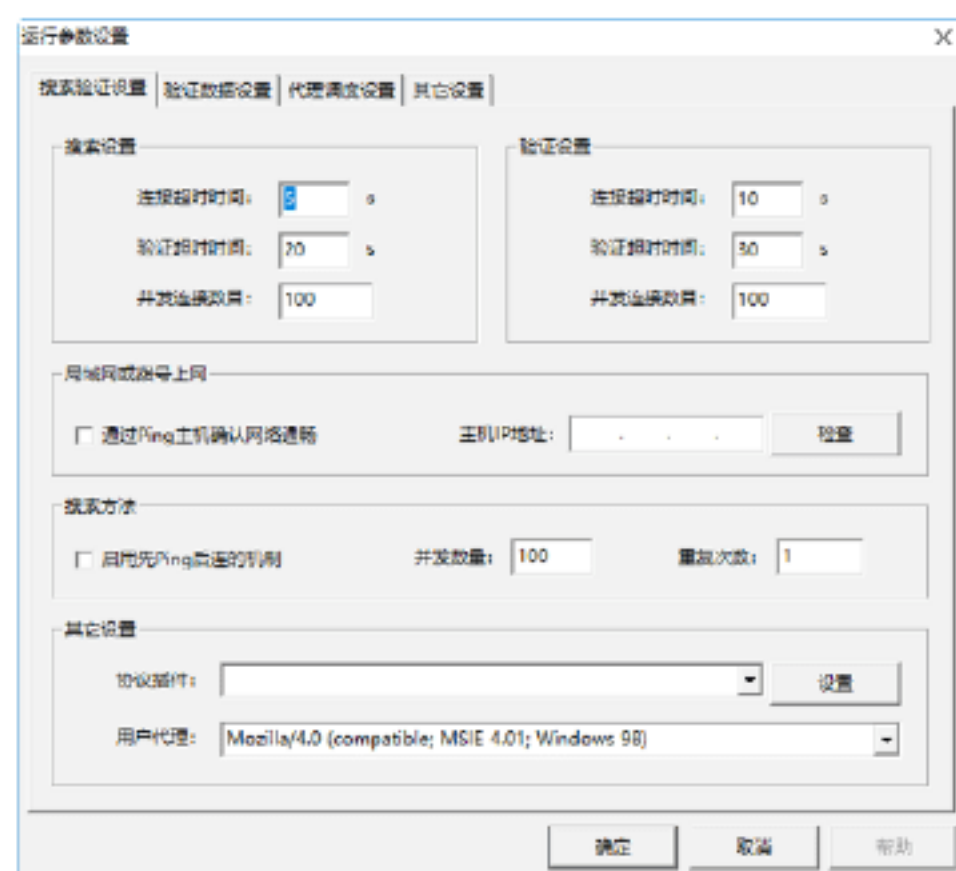 运行参数设置
搜索验证设置 验证数据设置 代理调度设置 其它设置
搜索设置
连接超时时间: 5 s
验证超时时间: 20 s
并发连接数目: 100
验证设置
连接超时时间: 10 s
验证超时时间: 30 s
并发连接数目: 100
局域网或拨号上网
通过Ping主机确认网络通畅 主机IP地址: . . . 检查
搜索方法
启用先Ping后连的机制 并发数量: 100 重复次数: 1
其它设置
协议插件: 设置
用户代理: Mozilla/4.0 (compatible; MSIE 4.01; Windows 98)
确定 取消 帮助